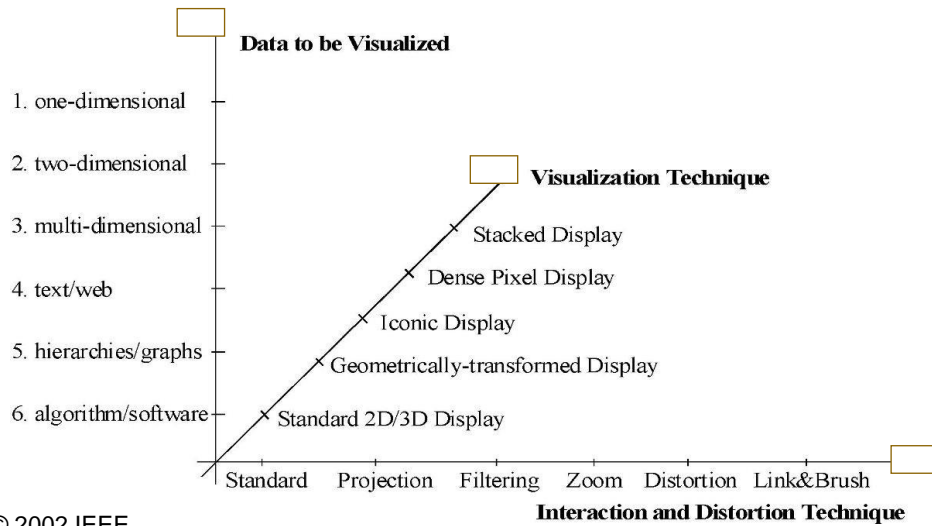 Data to be Visualized
1. one-dimensional
2. two-dimensional
Visualization Technique
3. multi-dimensional
Stacked Display
Dense Pixel Display
4. text/web
Iconic Display
5. hierarchies/graphs
Geometrically-transformed Display
6. algorithm/software
Standard 2D/3D Display
Standard Projection Filtering Zoom Distortion Link&Brush
Interaction and Distortion Technique
© 2002 IEEE